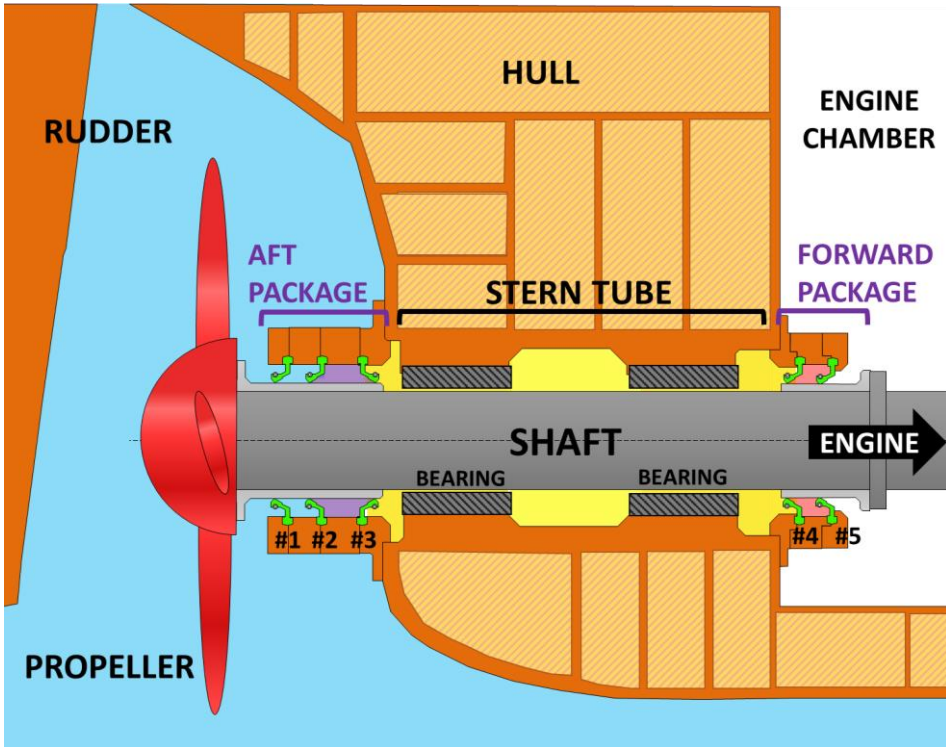 HULL
ENGINE
CHAMBER
RUDDER
AFT
PACKAGE
STERN TUBE
FORWARD
PACKAGE
SHAFT
ENGINE
BEARING
BEARING
#1 #2 #3
#4 #5
PROPELLER